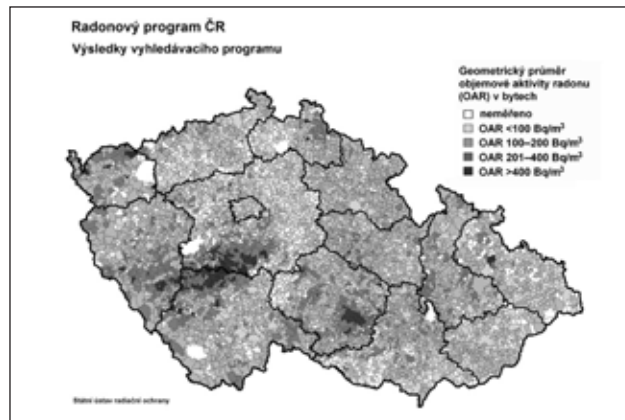 Radonový program ČR
Výsledky vyhledávacího programu
Geometrický průměr
objemové aktivity radonu
(OAR) v bytech
neměřeno
OAR <100 Bq/m³
OAR 100–200 Bq/m³
OAR 201–400 Bq/m³
OAR >400 Bq/m³
Státní ústav radiační ochrany